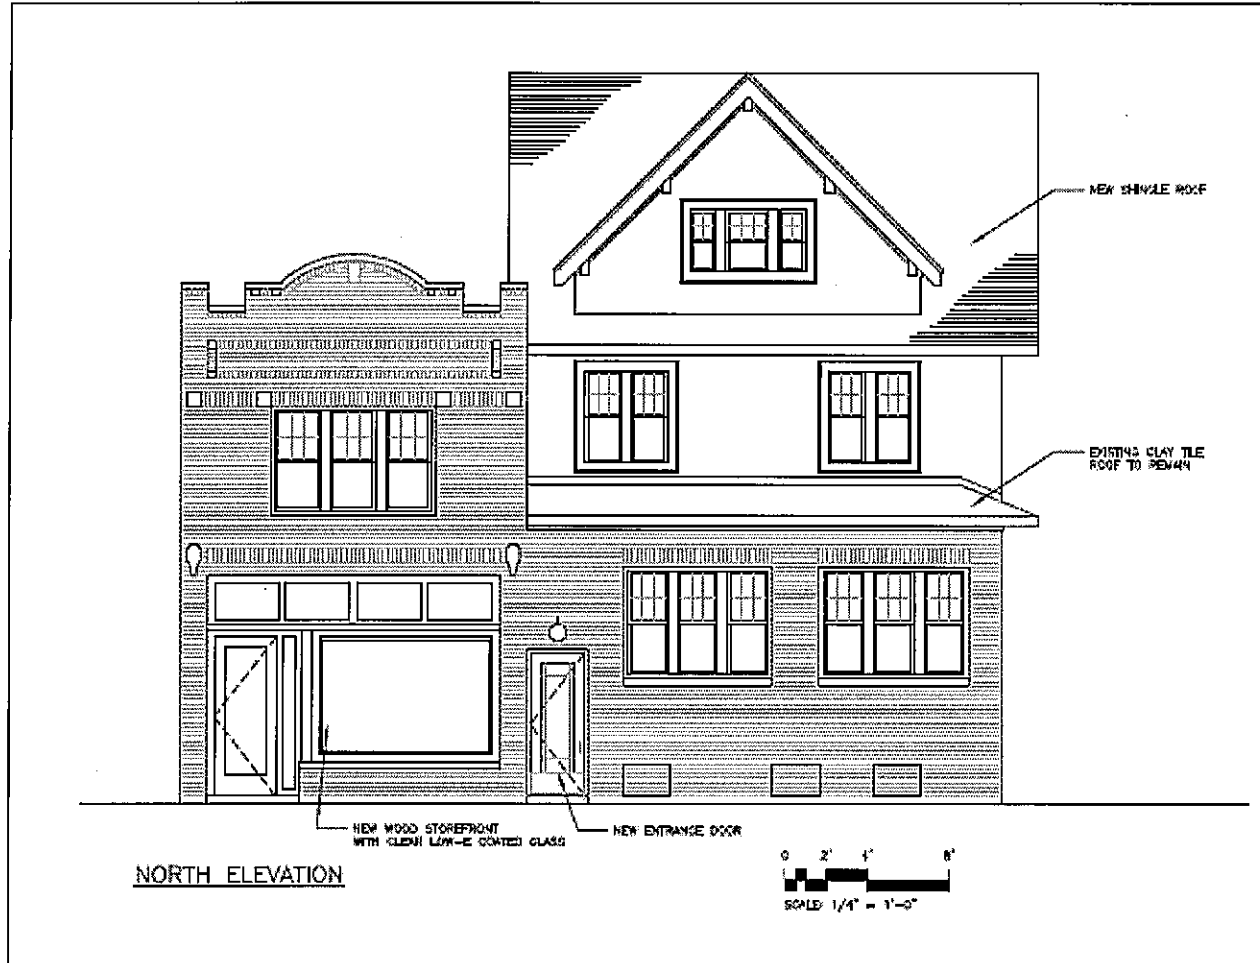 NEW SHINGLE ROOF
EXISTING CLAY TILE
ROOF TO REMAIN
NEW WOOD STOREFRONT
WITH CLEAR LOW-E COATED GLASS
NEW ENTRANCE DOOR
NORTH ELEVATION
0 2' 4' 8'
SCALE: 1/4" = 1'-0"